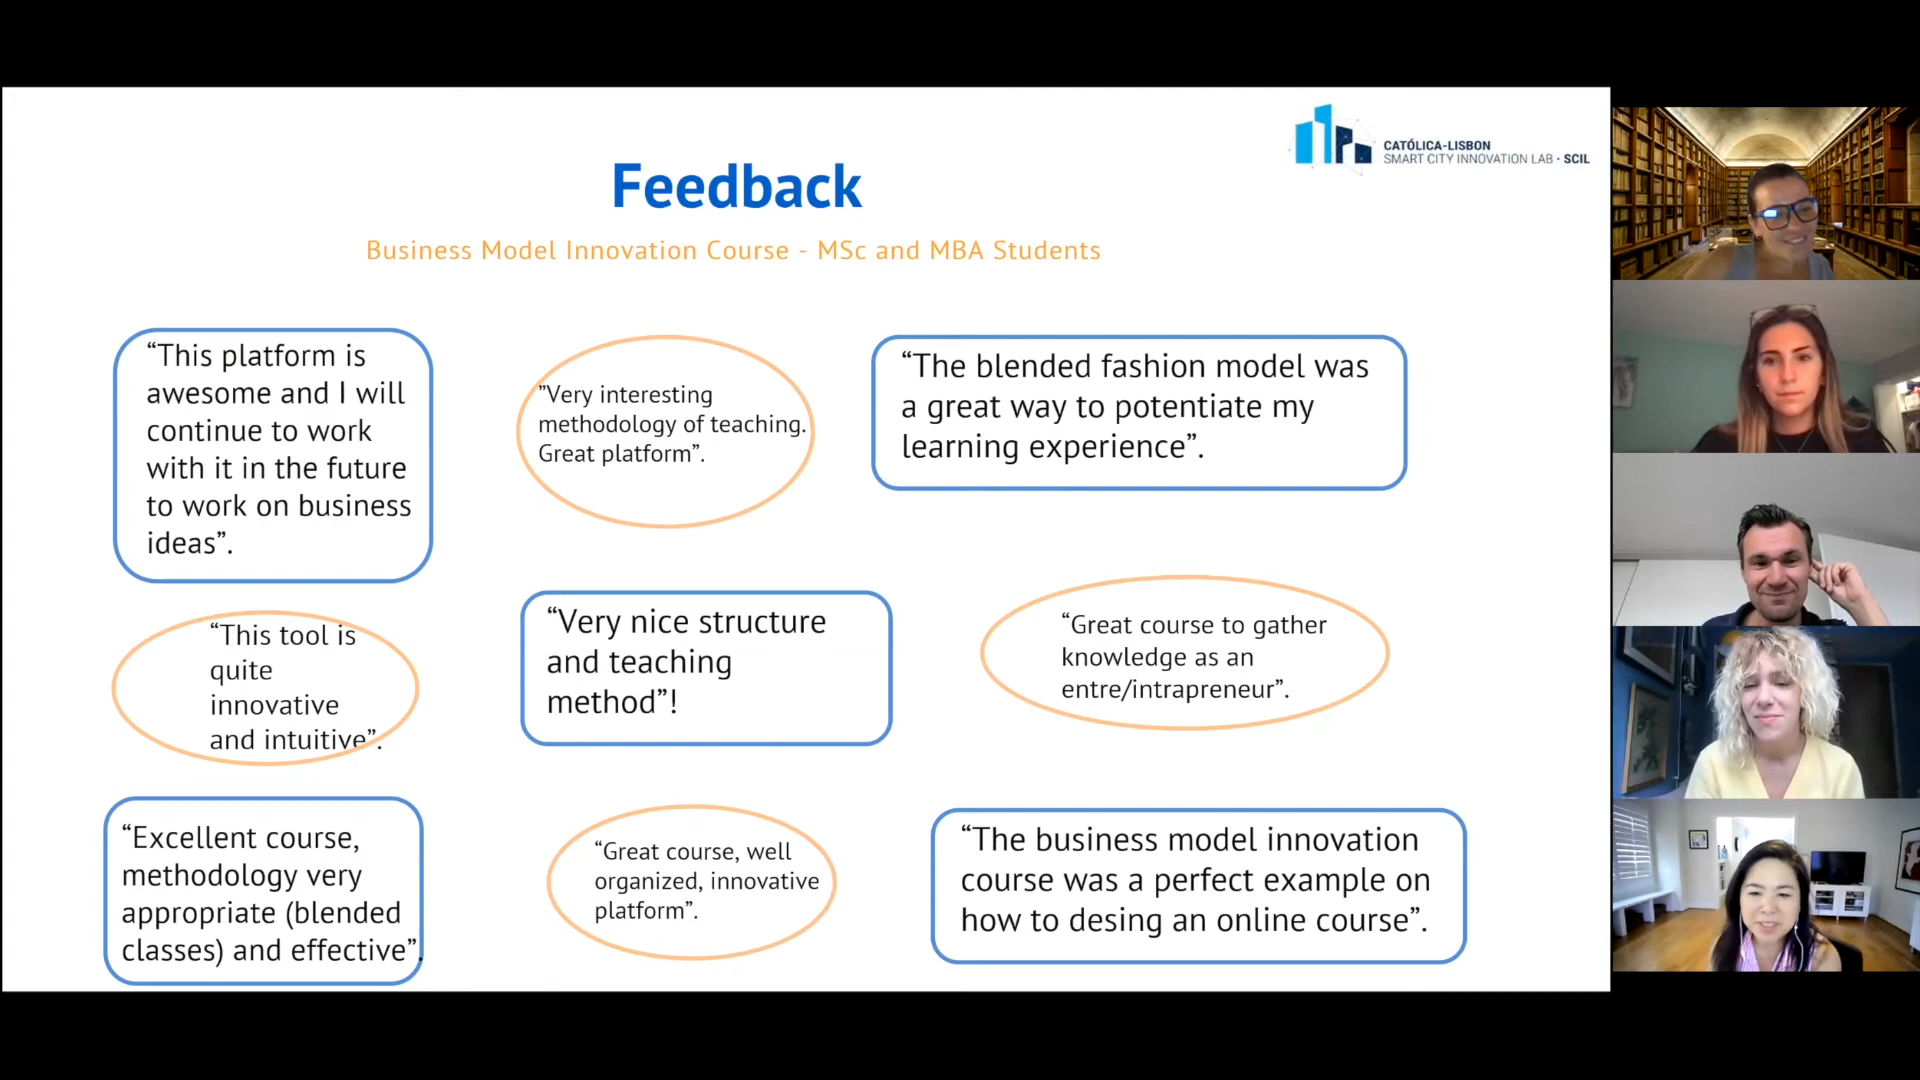 CATÓLICA-LISBON
SMART CITY INNOVATION LAB · SCIL
Feedback
Business Model Innovation Course - MSc and MBA Students
“This platform is
awesome and I will
continue to work
with it in the future
to work on business
ideas”.
”Very interesting
methodology of teaching.
Great platform”.
“The blended fashion model was
a great way to potentiate my
learning experience”.
“This tool is
quite
innovative
and intuitive”.
“Very nice structure
and teaching
method”!
“Great course to gather
knowledge as an
entre/intrapreneur”.
“Excellent course,
methodology very
appropriate (blended
classes) and effective”.
“Great course, well
organized, innovative
platform”.
“The business model innovation
course was a perfect example on
how to desing an online course”.